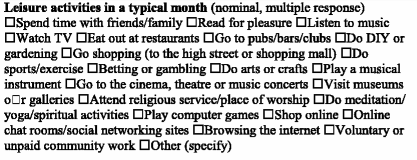 Leisure activities in a typical month (nominal, multiple response)
☐Spend time with friends/family ☐Read for pleasure ☐Listen to music
☐Watch TV ☐Eat out at restaurants ☐Go to pubs/bars/clubs ☐Do DIY or
gardening ☐Go shopping (to the high street or shopping mall) ☐Do
sports/exercise ☐Betting or gambling ☐Do arts or crafts ☐Play a musical
instrument ☐Go to the cinema, theatre or music concerts ☐Visit museums
o☐r galleries ☐Attend religious service/place of worship ☐Do meditation/
yoga/spiritual activities ☐Play computer games ☐Shop online ☐Online
chat rooms/social networking sites ☐Browsing the internet ☐Voluntary or
unpaid community work ☐Other (specify)